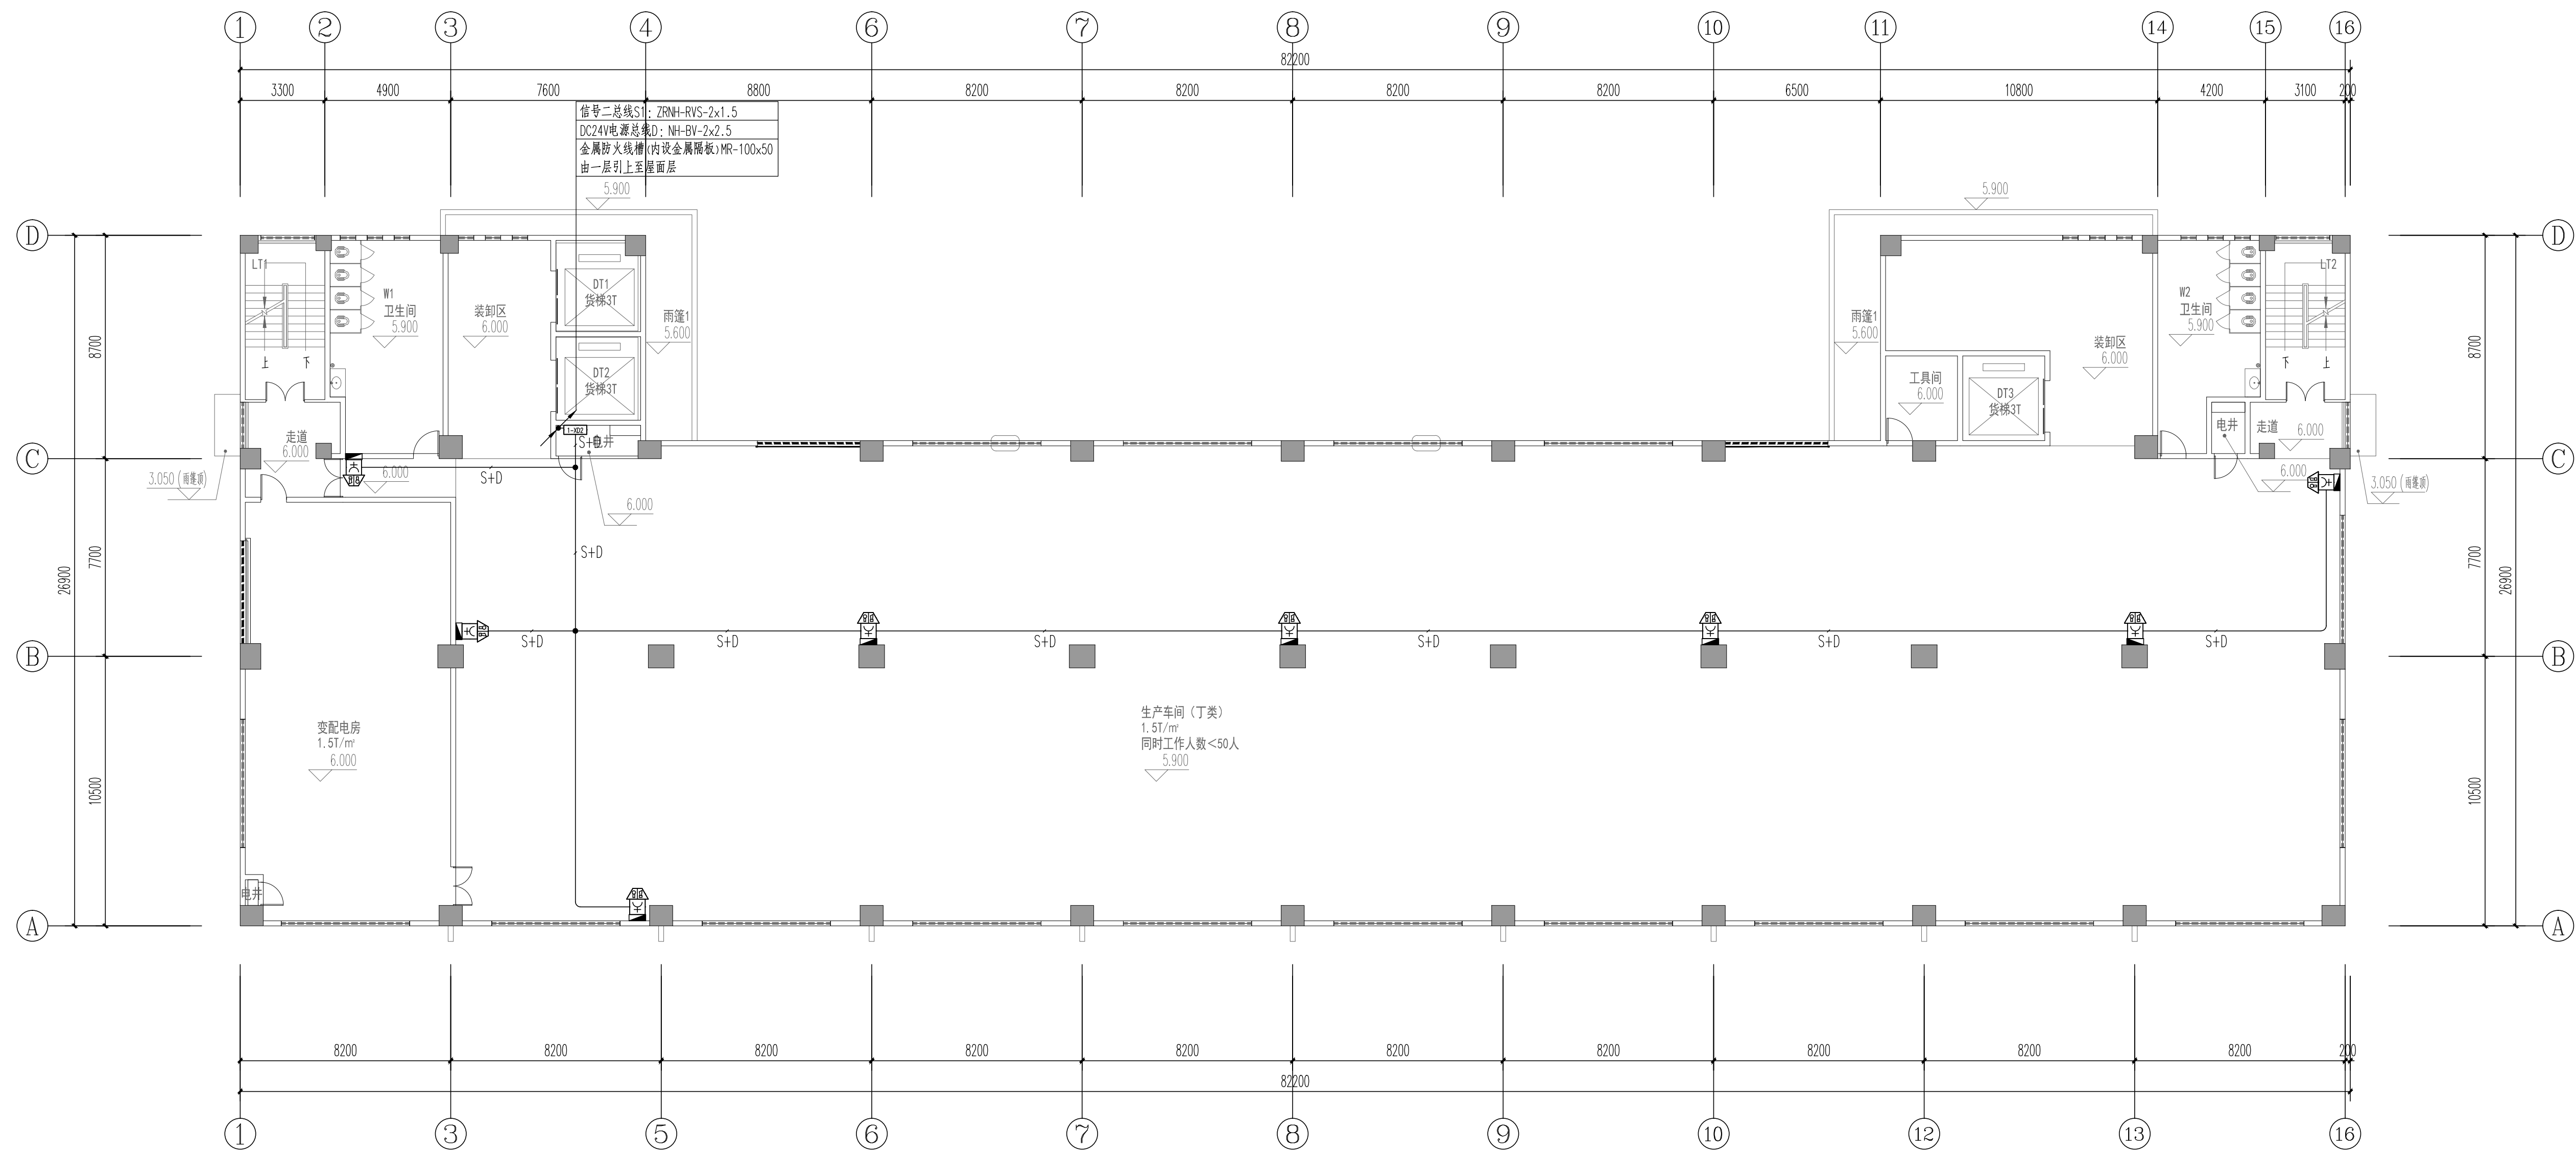 1 2 3 4 6 7 8 9 10 11 14 15 16
82200
3300 4900 7600 8800 8200 8200 8200 8200 6500 10800 4200 3100 200
信号二总线S1: ZRNH-RVS-2x1.5
DC24V电源总线D: NH-BV-2x2.5
金属防火线槽(内设金属隔板)MR-100x50
由一层引上至屋面层
5.900
5.900
D
D
LT1
W1
卫生间
5.900
装卸区
6.000
DT1
货梯3T
DT2
货梯3T
雨篷1
5.600
上 下
雨篷1
5.600
工具间
6.000
DT3
货梯3T
装卸区
6.000
W2
卫生间
5.900
LT2
下 上
8700
8700
走道
6.000
1-XD2
S+D
电井
电井
走道
6.000
C
C
3.050(雨篷顶)
6.000
S+D
6.000
6.000
3.050(雨篷顶)
7700
26900
S+D
7700
26900
S+D
S+D
S+D
S+D
S+D
S+D
B
B
变配电房
1.5T/㎡
6.000
生产车间(丁类)
1.5T/㎡
同时工作人数<50人
5.900
10500
10500
电井
A
A
8200 8200 8200 8200 8200 8200 8200 8200 8200 8200 200
82200
1 3 5 6 7 8 9 10 12 13 16